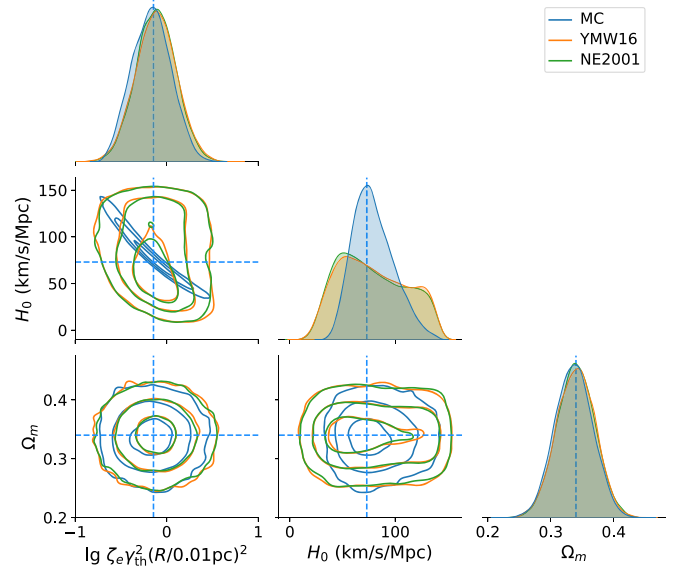 MC
YMW16
NE2001
150
100
50
0
H₀ (km/s/Mpc)
0.4
0.3
0.2
Ωₘ
−1 0 1
lg ζₑγ²ₜₕ(R/0.01pc)²
0 100
H₀ (km/s/Mpc)
0.2 0.3 0.4
Ωₘ